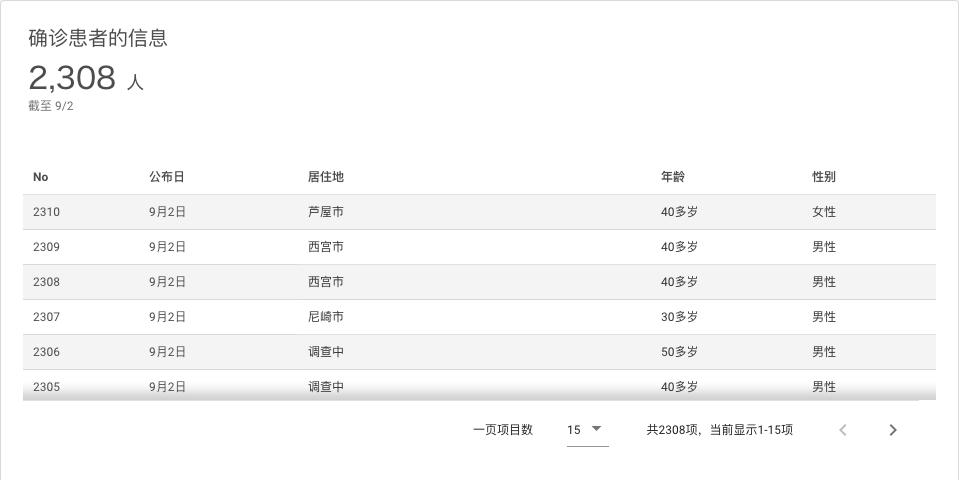 确诊患者的信息
2,308 人
截至 9/2
No 公布日 居住地 年龄 性别
2310 9月2日 芦屋市 40多岁 女性
2309 9月2日 西宫市 40多岁 男性
2308 9月2日 西宫市 40多岁 男性
2307 9月2日 尼崎市 30多岁 男性
2306 9月2日 调查中 50多岁 男性
2305 9月2日 调查中 40多岁 男性
一页项目数 15 共2308项，当前显示1-15项